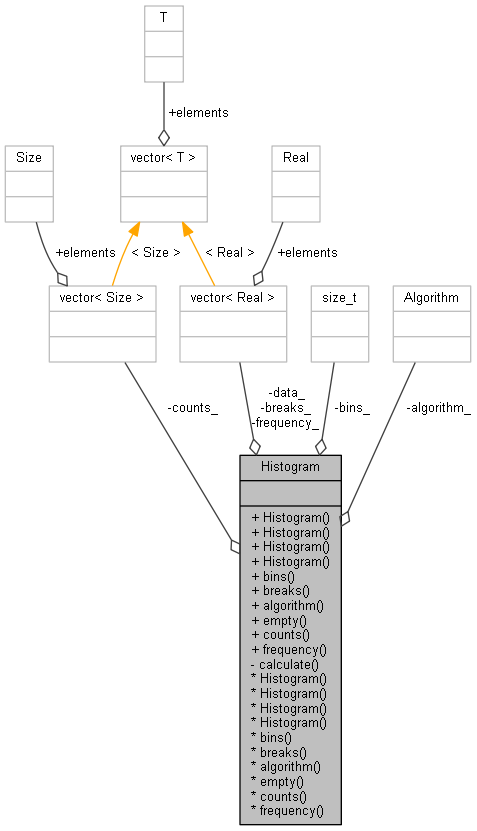 T
+elements
Size
vector< T >
Real
+elements
< Size >
< Real >
+elements
vector< Size >
vector< Real >
size_t
Algorithm
-counts_
-data_
-breaks_
-frequency_
-bins_
-algorithm_
Histogram
+ Histogram()
+ Histogram()
+ Histogram()
+ Histogram()
+ bins()
+ breaks()
+ algorithm()
+ empty()
+ counts()
+ frequency()
- calculate()
* Histogram()
* Histogram()
* Histogram()
* Histogram()
* bins()
* breaks()
* algorithm()
* empty()
* counts()
* frequency()